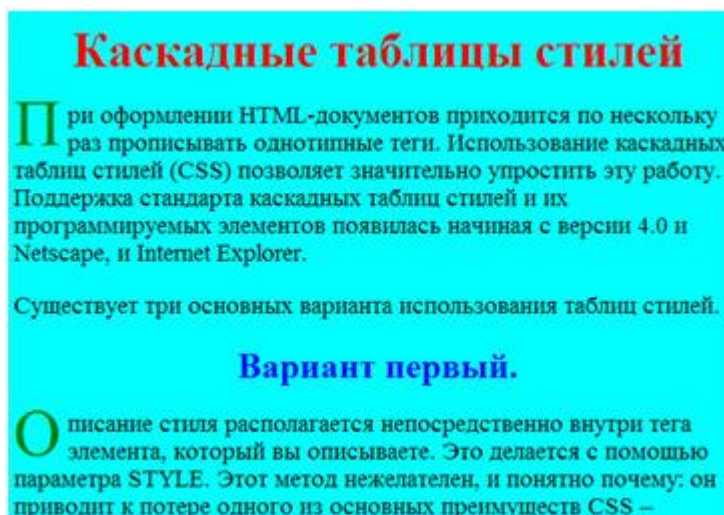 Каскадные таблицы стилей
При оформлении HTML-документов приходится по нескольку
раз прописывать однотипные теги. Использование каскадных
таблиц стилей (CSS) позволяет значительно упростить эту работу.
Поддержка стандарта каскадных таблиц стилей и их
программируемых элементов появилась начиная с версии 4.0 и
Netscape, и Internet Explorer.
Существует три основных варианта использования таблиц стилей.
Вариант первый.
Описание стиля располагается непосредственно внутри тега
элемента, который вы описываете. Это делается с помощью
параметра STYLE. Этот метод нежелателен, и понятно почему: он
приводит к потере одного из основных преимуществ CSS –